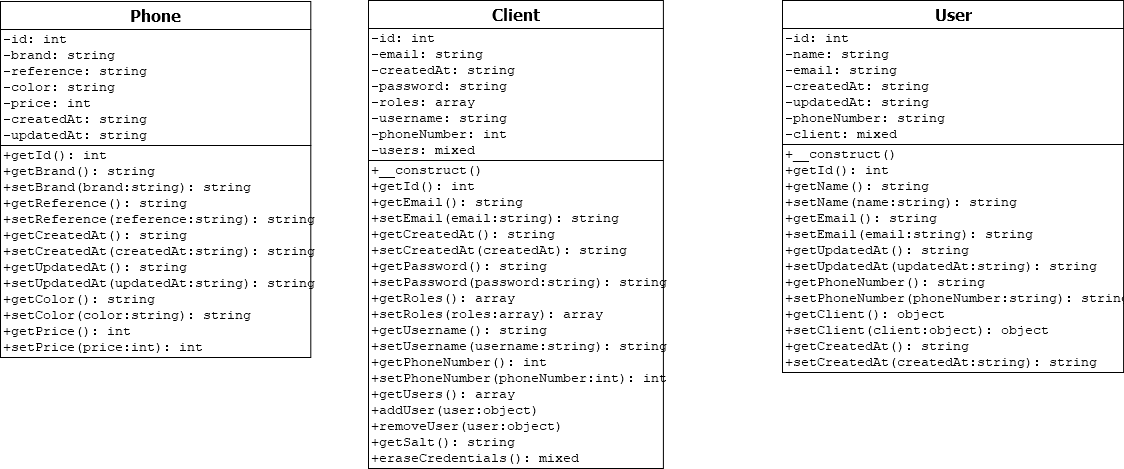 Phone
-id: int
-brand: string
-reference: string
-color: string
-price: int
-createdAt: string
-updatedAt: string
+getId(): int
+getBrand(): string
+setBrand(brand:string): string
+getReference(): string
+setReference(reference:string): string
+getCreatedAt(): string
+setCreatedAt(createdAt:string): string
+getUpdatedAt(): string
+setUpdatedAt(updatedAt:string): string
+getColor(): string
+setColor(color:string): string
+getPrice(): int
+setPrice(price:int): int
Client
-id: int
-email: string
-createdAt: string
-password: string
-roles: array
-username: string
-phoneNumber: int
-users: mixed
+__construct()
+getId(): int
+getEmail(): string
+setEmail(email:string): string
+getCreatedAt(): string
+setCreatedAt(createdAt): string
+getPassword(): string
+setPassword(password:string): string
+getRoles(): array
+setRoles(roles:array): array
+getUsername(): string
+setUsername(username:string): string
+getPhoneNumber(): int
+setPhoneNumber(phoneNumber:int): int
+getUsers(): array
+addUser(user:object)
+removeUser(user:object)
+getSalt(): string
+eraseCredentials(): mixed
User
-id: int
-name: string
-email: string
-createdAt: string
-updatedAt: string
-phoneNumber: string
-client: mixed
+__construct()
+getId(): int
+getName(): string
+setName(name:string): string
+getEmail(): string
+setEmail(email:string): string
+getUpdatedAt(): string
+setUpdatedAt(updatedAt:string): string
+getPhoneNumber(): string
+setPhoneNumber(phoneNumber:string): string
+getClient(): object
+setClient(client:object): object
+getCreatedAt(): string
+setCreatedAt(createdAt:string): string